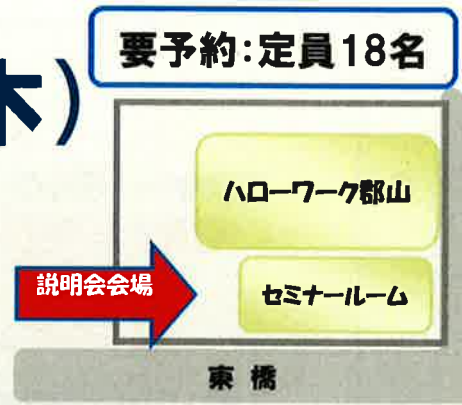 要予約:定員18名
木)
ハローワーク郡山
説明会会場
セミナールーム
東橋